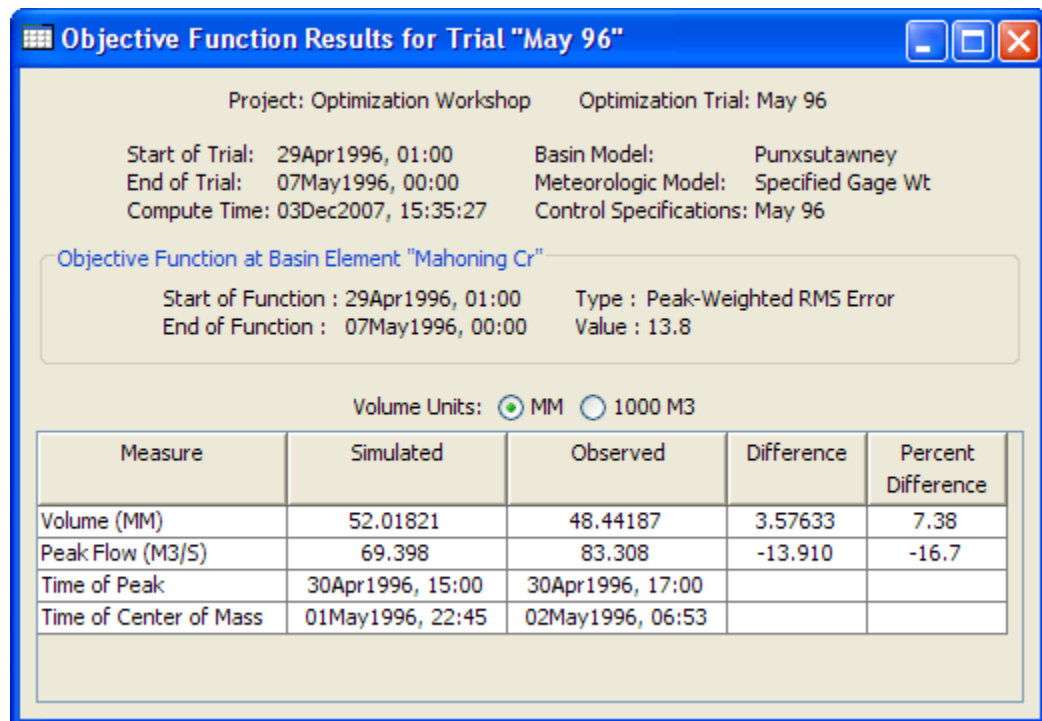 Objective Function Results for Trial "May 96"
Project: Optimization Workshop Optimization Trial: May 96
Start of Trial: 29Apr1996, 01:00 Basin Model: Punxsutawney
End of Trial: 07May1996, 00:00 Meteorologic Model: Specified Gage Wt
Compute Time: 03Dec2007, 15:35:27 Control Specifications: May 96
Objective Function at Basin Element "Mahoning Cr"
Start of Function : 29Apr1996, 01:00 Type : Peak-Weighted RMS Error
End of Function : 07May1996, 00:00 Value : 13.8
Volume Units: MM 1000 M3
Measure Simulated Observed Difference Percent Difference
Volume (MM) 52.01821 48.44187 3.57633 7.38
Peak Flow (M3/S) 69.398 83.308 -13.910 -16.7
Time of Peak 30Apr1996, 15:00 30Apr1996, 17:00
Time of Center of Mass 01May1996, 22:45 02May1996, 06:53